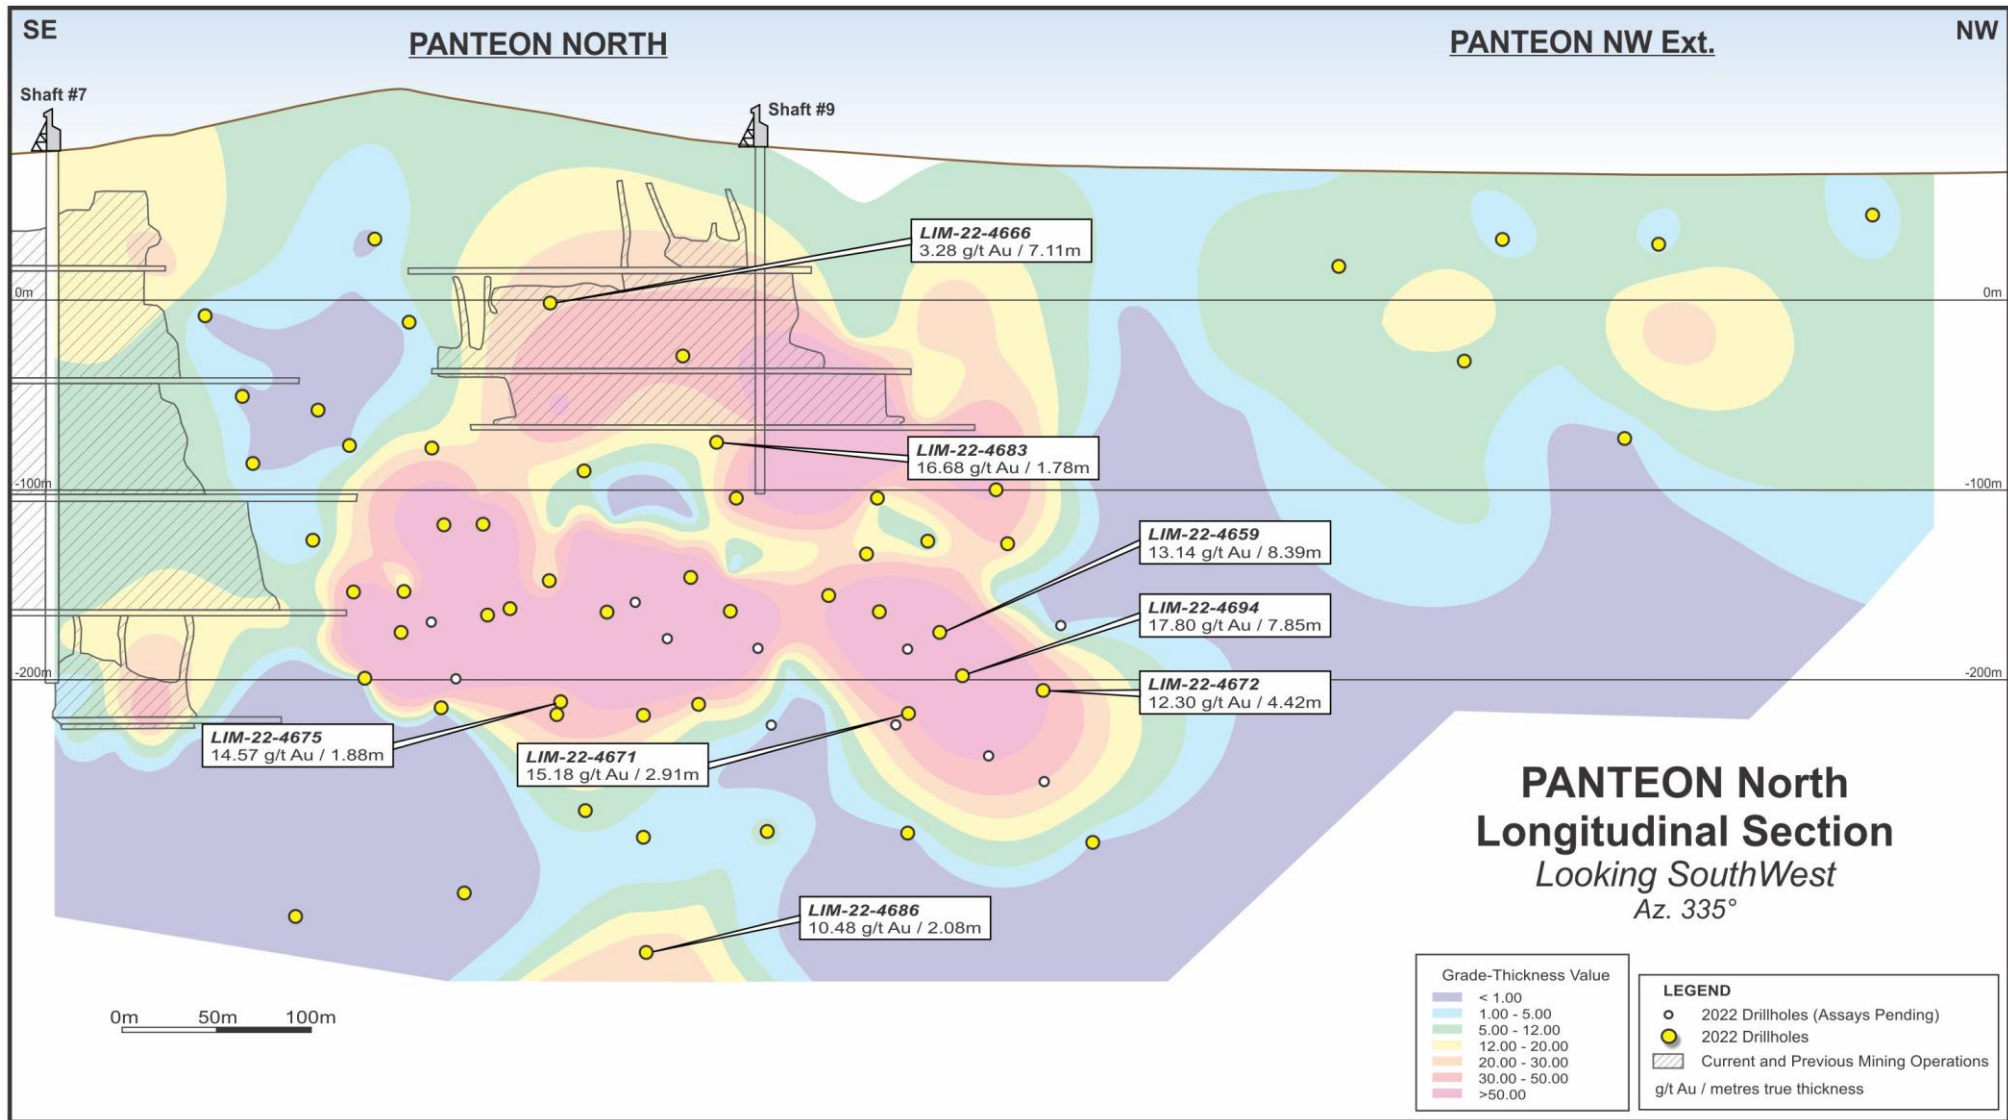 SE
PANTEON NORTH
PANTEON NW Ext.
NW
Shaft #7
Shaft #9
LIM-22-4666
3.28 g/t Au / 7.11m
0m
0m
LIM-22-4683
16.68 g/t Au / 1.78m
-100m
-100m
LIM-22-4659
13.14 g/t Au / 8.39m
LIM-22-4694
17.80 g/t Au / 7.85m
-200m
-200m
LIM-22-4672
12.30 g/t Au / 4.42m
LIM-22-4675
14.57 g/t Au / 1.88m
LIM-22-4671
15.18 g/t Au / 2.91m
PANTEON North
Longitudinal Section
Looking SouthWest
Az. 335°
LIM-22-4686
10.48 g/t Au / 2.08m
0m 50m 100m
Grade-Thickness Value
< 1.00
1.00 - 5.00
5.00 - 12.00
12.00 - 20.00
20.00 - 30.00
30.00 - 50.00
>50.00
LEGEND
2022 Drillholes (Assays Pending)
2022 Drillholes
Current and Previous Mining Operations
g/t Au / metres true thickness